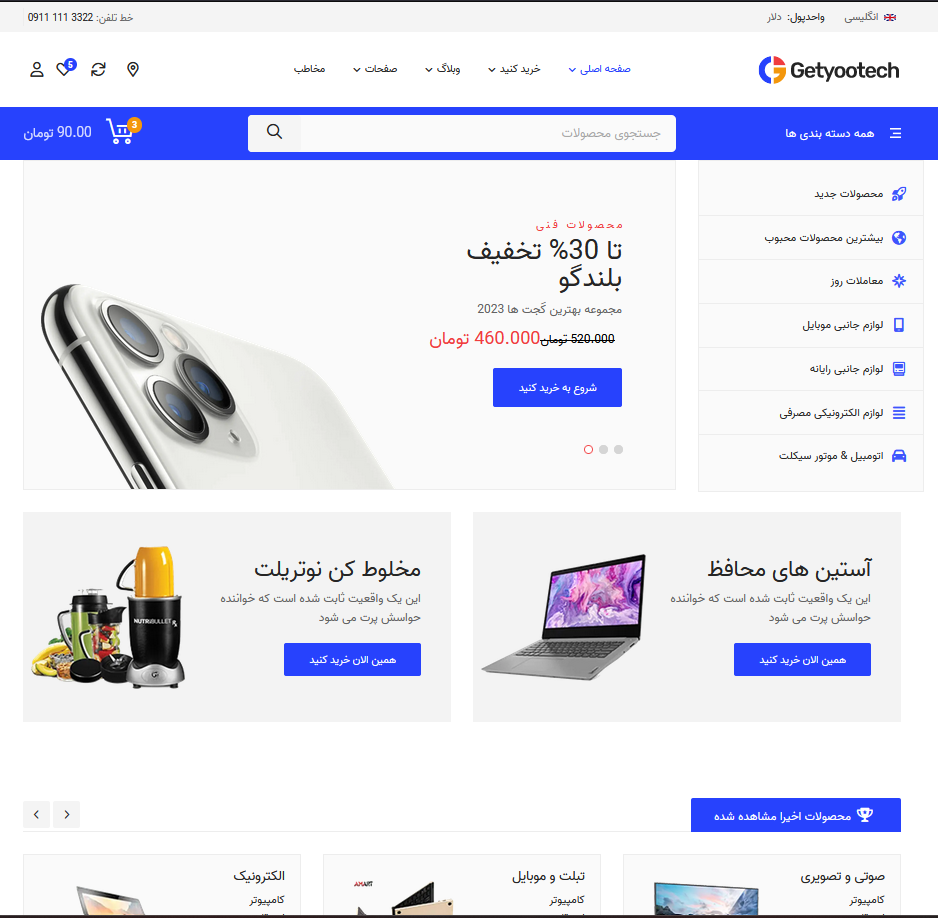 انگلیسی
واحدپول: دلار
خط تلفن: 3322 111 0911
Getyootech
صفحه اصلی
خرید کنید
وبلاگ
صفحات
مخاطب
5
همه دسته بندی ها
جستجوی محصولات
3
90.00 تومان
محصولات جدید
بیشترین محصولات محبوب
معاملات روز
لوازم جانبی موبایل
لوازم جانبی رایانه
لوازم الکترونیکی مصرفی
اتومبیل & موتور سیکلت
محصولات فنی
تا 30% تخفیف
بلندگو
مجموعه بهترین گجت ها 2023
520.000 تومان 460.000 تومان
شروع به خرید کنید
آستین های محافظ
این یک واقعیت ثابت شده است که خواننده
حواسش پرت می شود
همین الان خرید کنید
مخلوط کن نوتریلت
این یک واقعیت ثابت شده است که خواننده
حواسش پرت می شود
همین الان خرید کنید
NUTRIBULLET
محصولات اخیرا مشاهده شده
صوتی و تصویری
کامپیوتر
تبلت و موبایل
کامپیوتر
الکترونیک
کامپیوتر